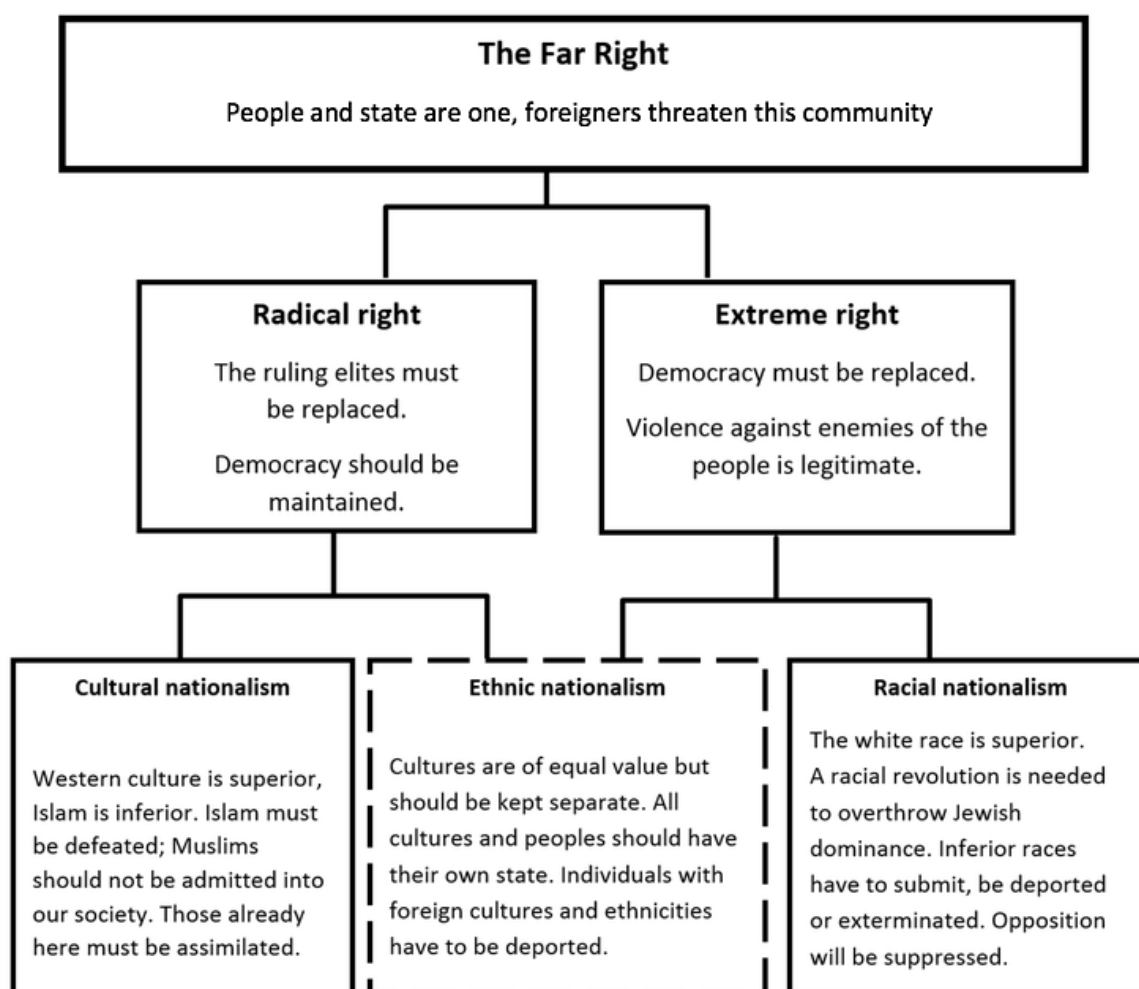 The Far Right
People and state are one, foreigners threaten this community
Radical right
The ruling elites must
be replaced.
Democracy should be
maintained.
Extreme right
Democracy must be replaced.
Violence against enemies of the
people is legitimate.
Cultural nationalism
Western culture is superior,
Islam is inferior. Islam must
be defeated; Muslims
should not be admitted into
our society. Those already
here must be assimilated.
Ethnic nationalism
Cultures are of equal value but
should be kept separate. All
cultures and peoples should have
their own state. Individuals with
foreign cultures and ethnicities
have to be deported.
Racial nationalism
The white race is superior.
A racial revolution is needed
to overthrow Jewish
dominance. Inferior races
have to submit, be deported
or exterminated. Opposition
will be suppressed.